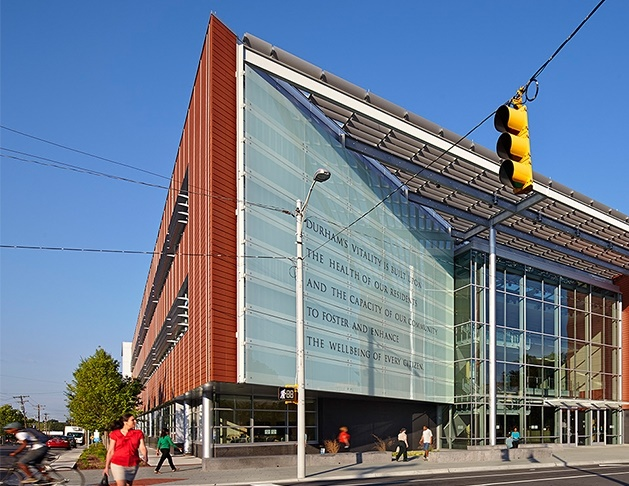 DURHAM'S VITALITY IS BUILT UPON
THE HEALTH OF OUR RESIDENTS
AND THE CAPACITY OF OUR COMMUNITY
TO FOSTER AND ENHANCE
THE WELLBEING OF EVERY CITIZEN.